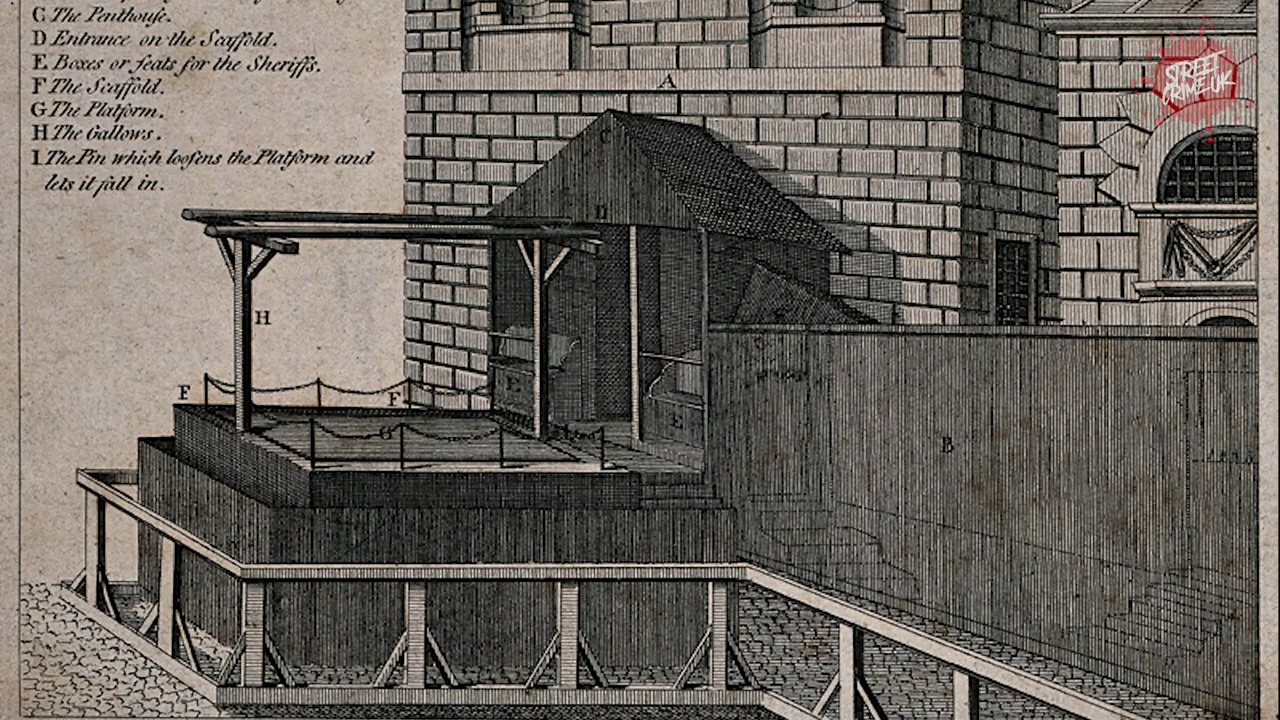 C The Penthouſe.
D Entrance on the Scaffold.
E Boxes or ſeats for the Sheriffs.
F The Scaffold.
G The Platform.
H The Gallows.
I The Pin which looſens the Platform and
lets it fall in.
STREET
CRIME UK
A
C
D
H
F
F
G
E
E
B